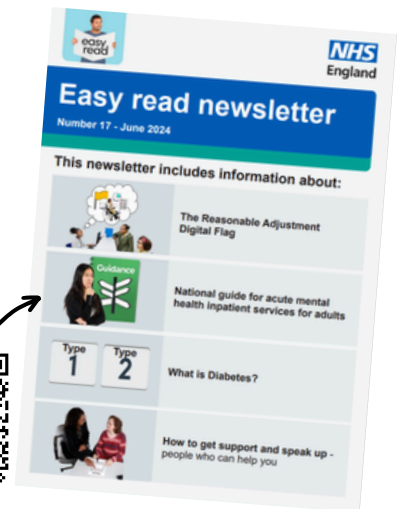 easy
read
NHS
England
Easy read newsletter
Number 17 - June 2024
This newsletter includes information about:
The Reasonable Adjustment
Digital Flag
Guidance
National guide for acute mental
health inpatient services for adults
Type
1
Type
2
What is Diabetes?
How to get support and speak up -
people who can help you